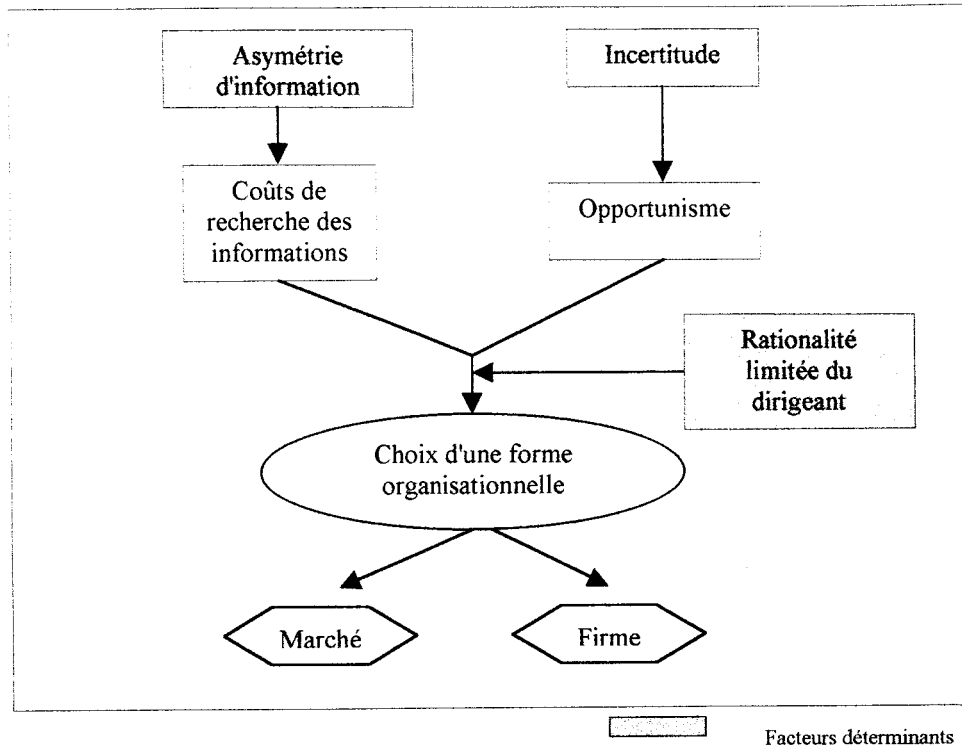 Asymétrie
d'information
Incertitude
Coûts de
recherche des
informations
Opportunisme
Rationalité
limitée du
dirigeant
Choix d'une forme
organisationnelle
Marché
Firme
Facteurs déterminants